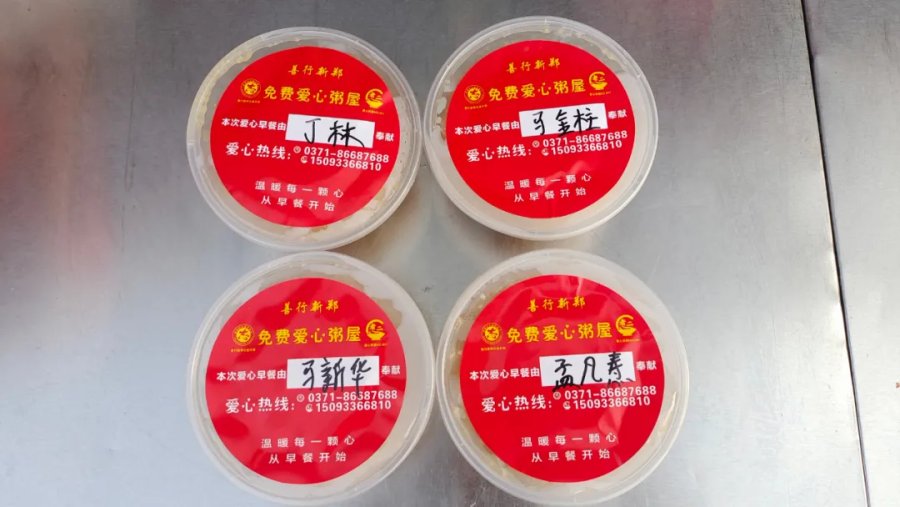 善行新郑
免费爱心粥屋
本次爱心早餐由丁林奉献
爱心热线：0371-86687688
15093366810
温暖每一颗心
从早餐开始
善行新郑
免费爱心粥屋
本次爱心早餐由金柱奉献
爱心热线：0371-86687688
15093366810
温暖每一颗心
从早餐开始
善行新郑
免费爱心粥屋
本次爱心早餐由新华奉献
爱心热线：0371-86687688
15093366810
温暖每一颗心
从早餐开始
善行新郑
免费爱心粥屋
本次爱心早餐由孟凡奉献
爱心热线：0371-86687688
15093366810
温暖每一颗心
从早餐开始